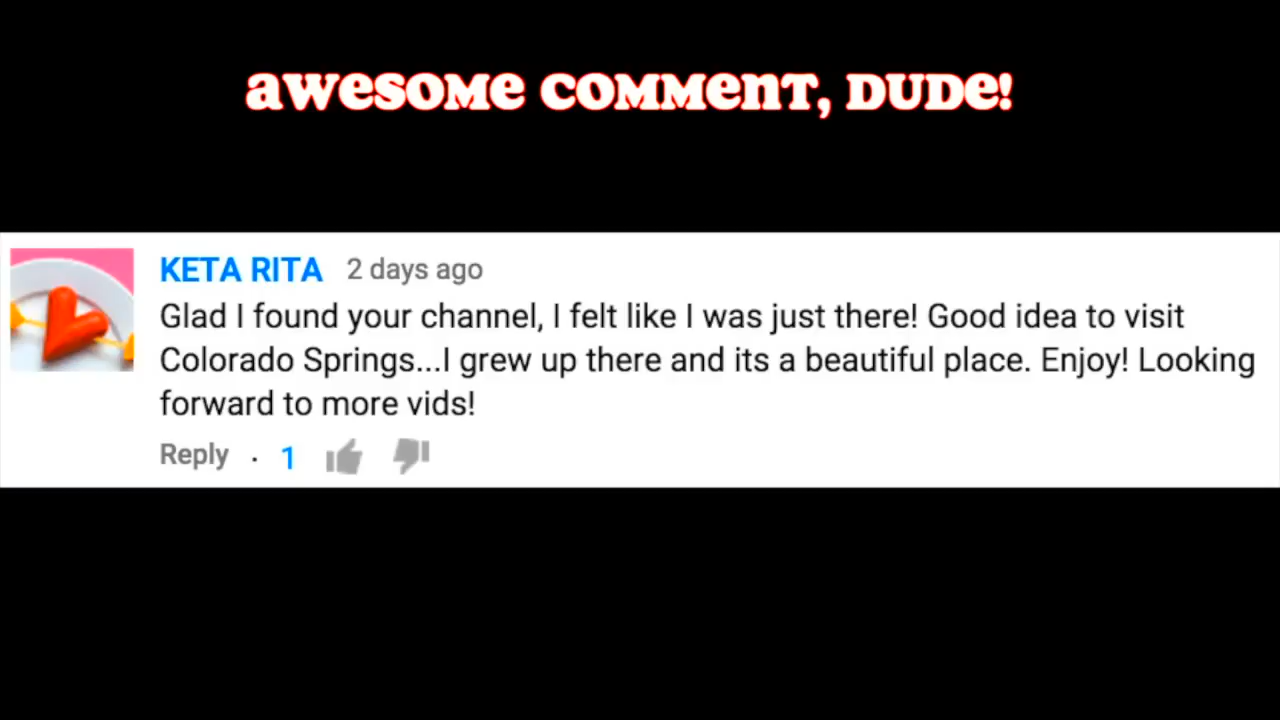 aWeSOMe COMMenT, DUDe!
KETA RITA 2 days ago
Glad I found your channel, I felt like I was just there! Good idea to visit
Colorado Springs...I grew up there and its a beautiful place. Enjoy! Looking
forward to more vids!
Reply · 1